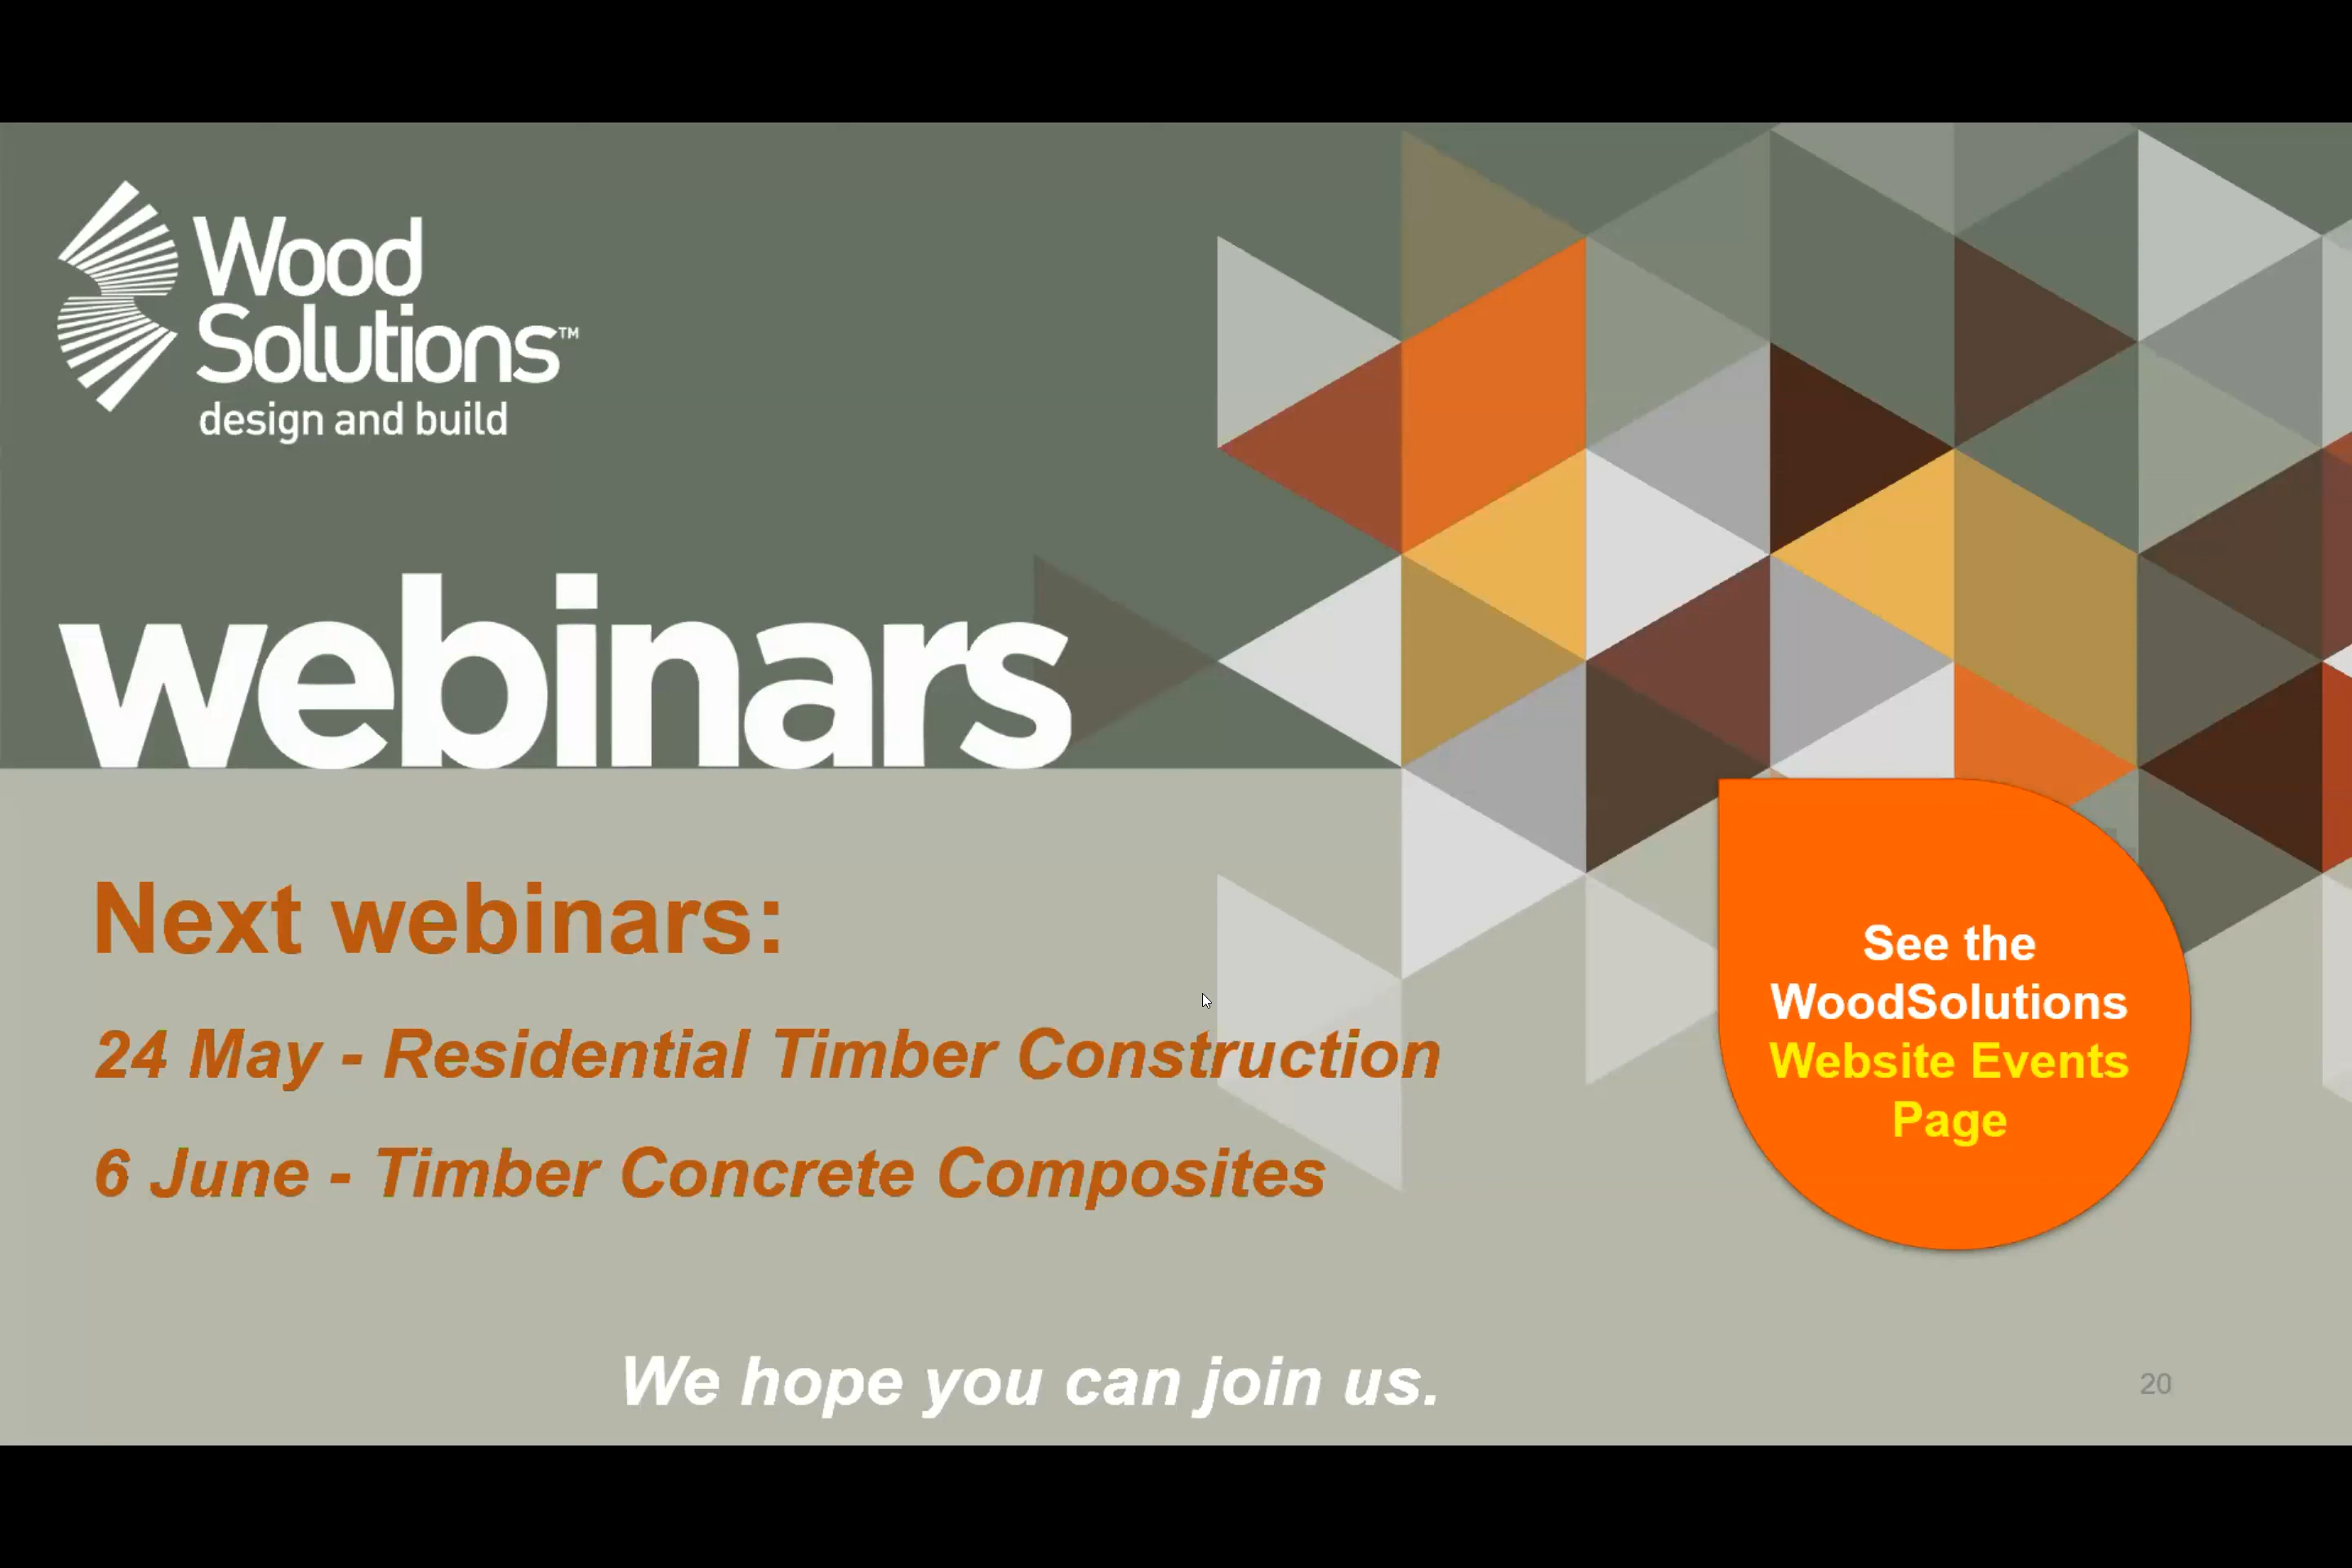 Wood
Solutions™
design and build
webinars
Next webinars:
24 May - Residential Timber Construction
6 June - Timber Concrete Composites
See the
WoodSolutions
Website Events
Page
We hope you can join us.
20